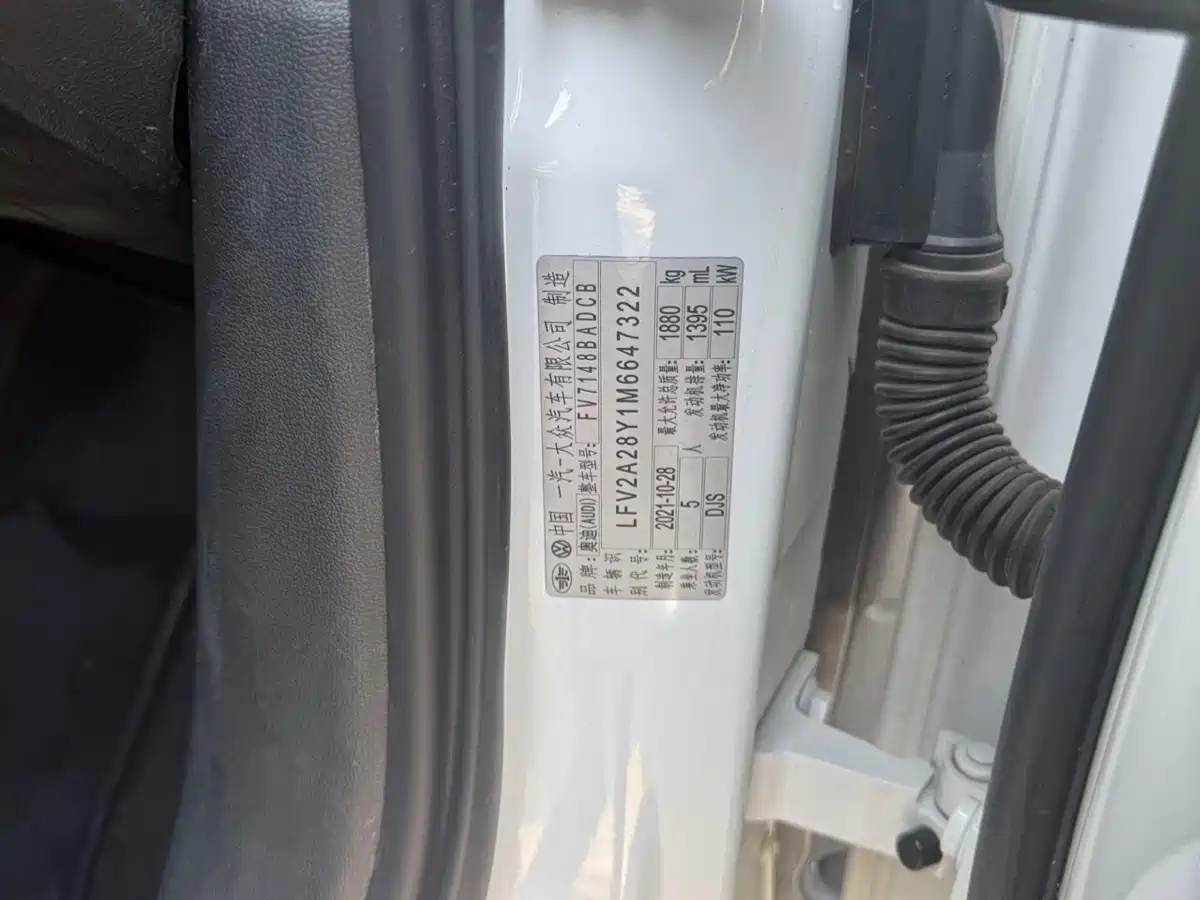 中国 一汽-大众汽车有限公司 制造
品牌: 奥迪(AUDI) 整车型号: FV7148BADCB
车辆识别代号: LFV2A28Y1M6647322
制造年月: 2021-10-28 最大允许总质量: 1880 kg
乘坐人数: 5 人 发动机排量: 1395 mL
发动机型号: DJS 发动机最大净功率: 110 kW